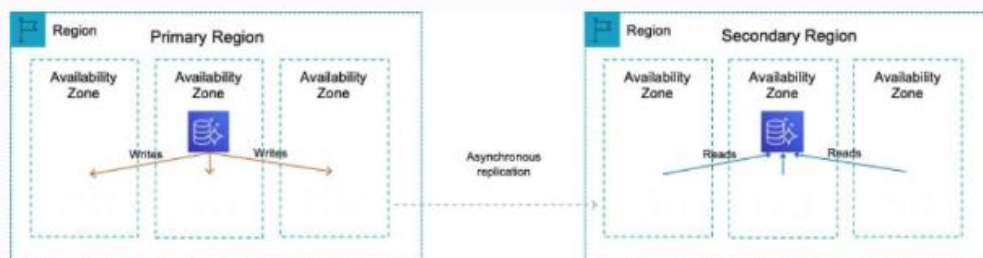 Region
Primary Region
Availability
Zone
Availability
Zone
Availability
Zone
Writes
Writes
Asynchronous
replication
Region
Secondary Region
Availability
Zone
Availability
Zone
Availability
Zone
Reads
Reads